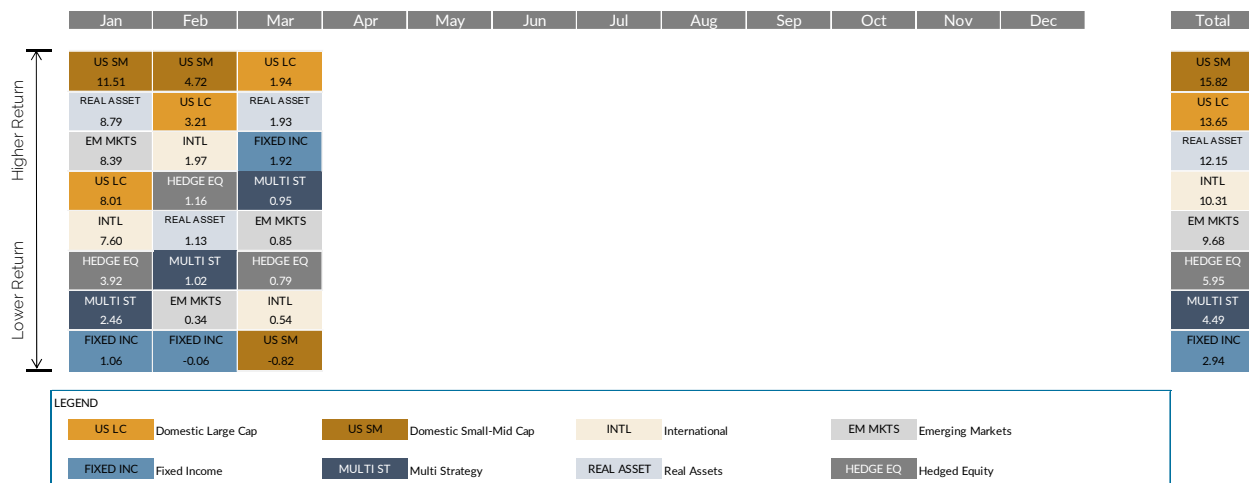 Jan Feb Mar Apr May Jun Jul Aug Sep Oct Nov Dec Total
Higher Return
Lower Return
US SM US SM US LC US SM
11.51 4.72 1.94 15.82
REAL ASSET US LC REAL ASSET US LC
8.79 3.21 1.93 13.65
EM MKTS INTL FIXED INC REAL ASSET
8.39 1.97 1.92 12.15
US LC HEDGE EQ MULTI ST INTL
8.01 1.16 0.95 10.31
INTL REAL ASSET EM MKTS EM MKTS
7.60 1.13 0.85 9.68
HEDGE EQ MULTI ST HEDGE EQ HEDGE EQ
3.92 1.02 0.79 5.95
MULTI ST EM MKTS INTL MULTI ST
2.46 0.34 0.54 4.49
FIXED INC FIXED INC US SM FIXED INC
1.06 -0.06 -0.82 2.94
LEGEND
US LC Domestic Large Cap US SM Domestic Small-Mid Cap INTL International EM MKTS Emerging Markets
FIXED INC Fixed Income MULTI ST Multi Strategy REAL ASSET Real Assets HEDGE EQ Hedged Equity